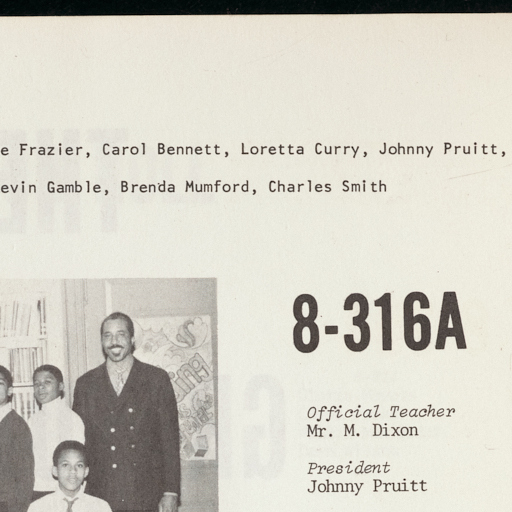 e Frazier, Carol Bennett, Loretta Curry, Johnny Pruitt,
evin Gamble, Brenda Mumford, Charles Smith
8-316A
Official Teacher
Mr. M. Dixon
President
Johnny Pruitt